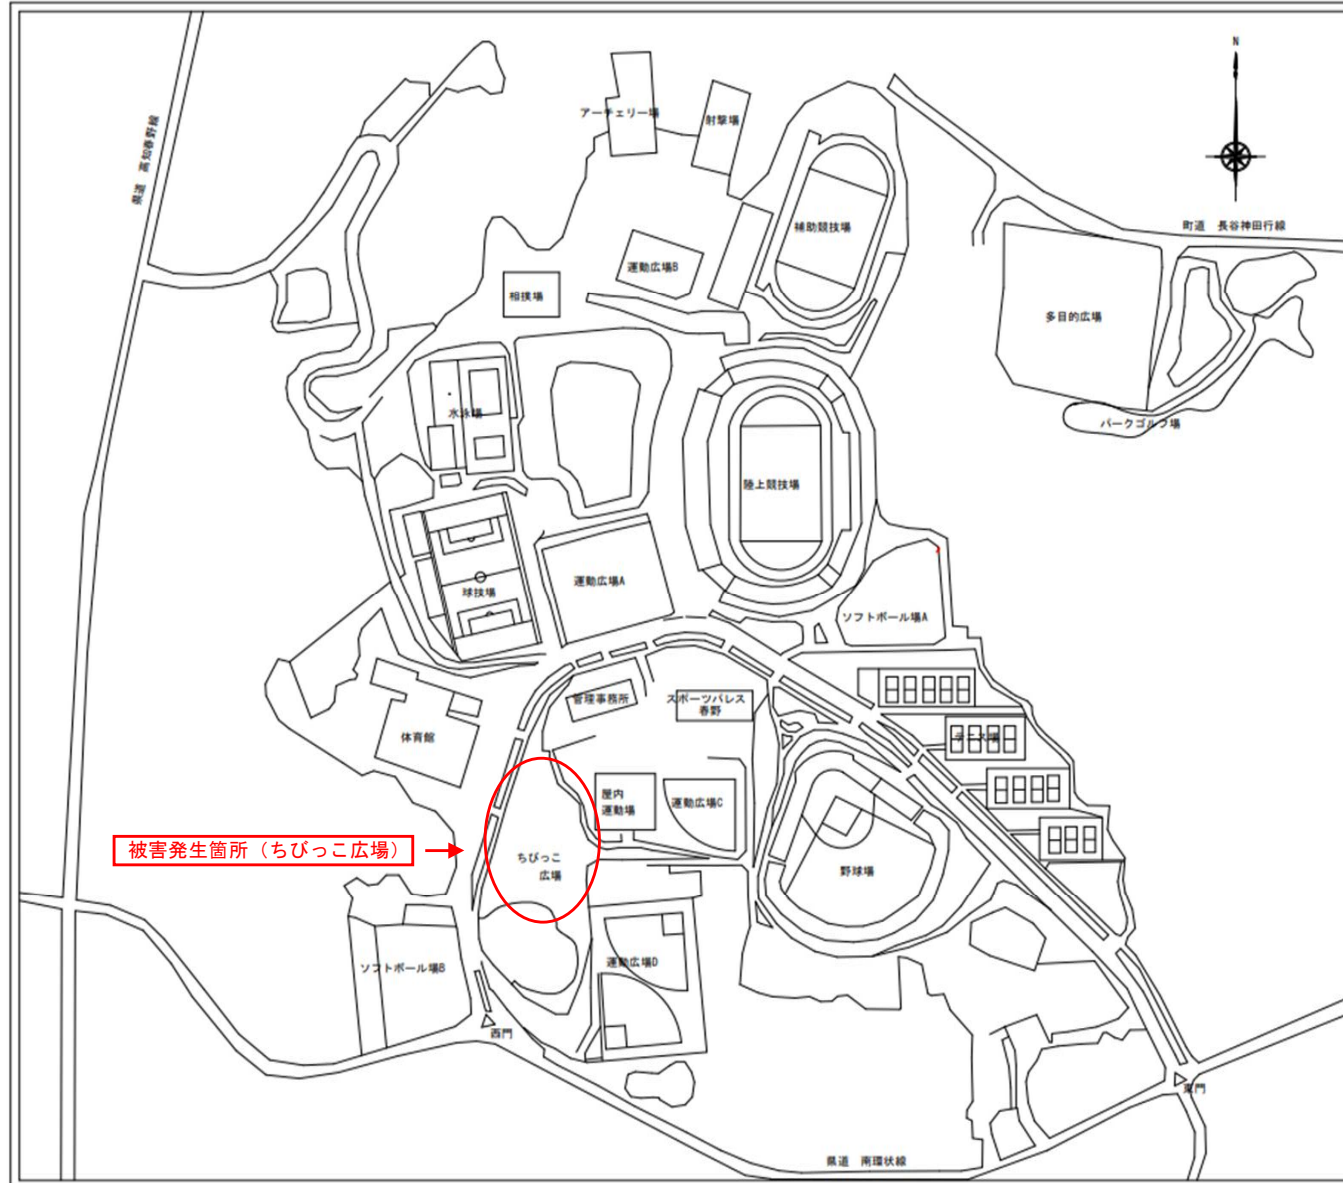 N
アーチェリー場
射撃場
県道 高知春野線
補助競技場
町道 長谷神田行線
運動広場B
相撲場
多目的広場
水泳場
パークゴルフ場
陸上競技場
運動広場A
球技場
ソフトボール場A
管理事務所
スポーツパレス
春野
体育館
テニス場
屋内
運動場
運動広場C
被害発生箇所（ちびっこ広場）
ちびっこ
広場
野球場
ソフトボール場B
運動広場D
西門
東門
県道 南環状線